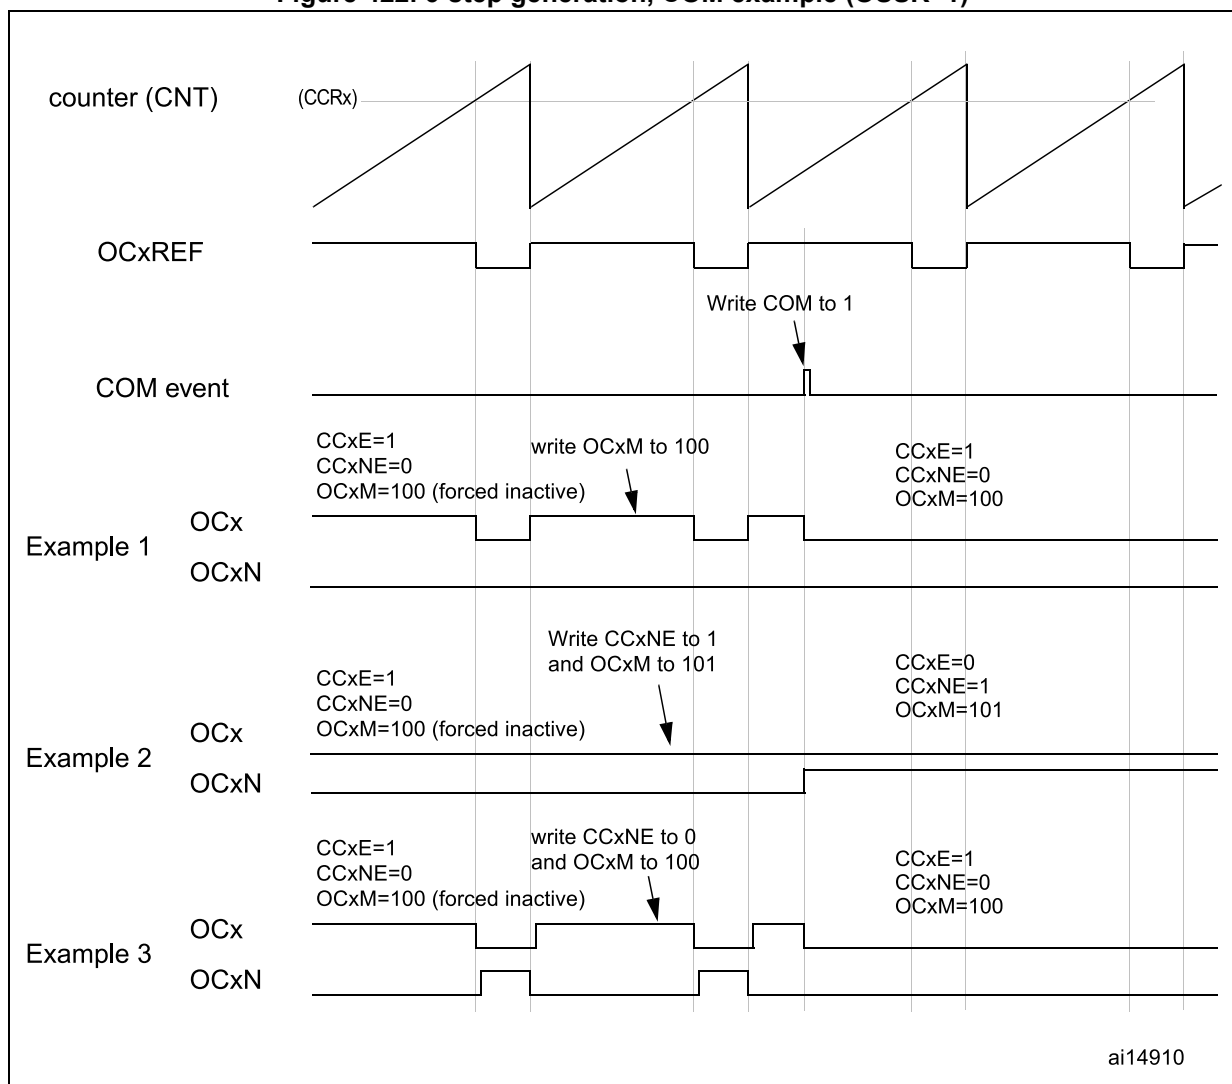 Figure generation, COM example
counter (CNT)
(CCRx)
OCxREF
Write COM to 1
COM event
CCxE=1
CCxNE=0
OCxM=100 (forced inactive)
write OCxM to 100
CCxE=1
CCxNE=0
OCxM=100
Example 1
OCx
OCxN
Write CCxNE to 1
and OCxM to 101
CCxE=1
CCxNE=0
OCxM=100 (forced inactive)
CCxE=0
CCxNE=1
OCxM=101
Example 2
OCx
OCxN
write CCxNE to 0
and OCxM to 100
CCxE=1
CCxNE=0
OCxM=100 (forced inactive)
CCxE=1
CCxNE=0
OCxM=100
Example 3
OCx
OCxN
ai14910